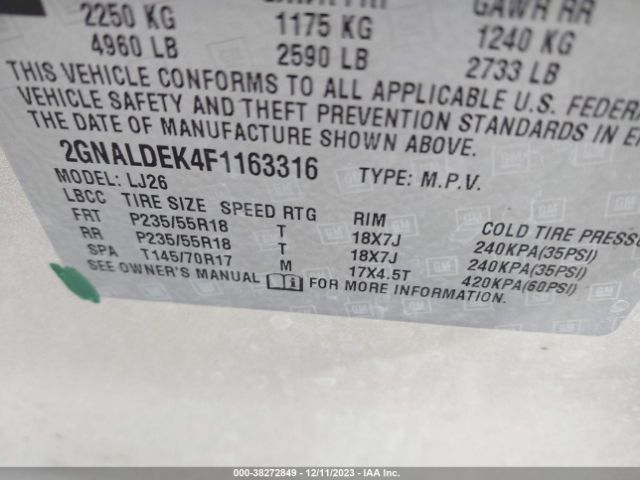 2250 KG 1175 KG 1240 KG
4960 LB 2590 LB 2733 LB
THIS VEHICLE CONFORMS TO ALL APPLICABLE U.S. FEDERA
VEHICLE SAFETY AND THEFT PREVENTION STANDARDS IN E
THE DATE OF MANUFACTURE SHOWN ABOVE.
2GNALDEK4F1163316 TYPE: M.P.V.
MODEL: LJ26
LBCC TIRE SIZE SPEED RTG RIM COLD TIRE PRESSU
FRT P235/55R18 T 18X7J 240KPA(35PSI)
RR P235/55R18 T 18X7J 240KPA(35PSI)
SPA T145/70R17 M 17X4.5T 420KPA(60PSI)
SEE OWNER'S MANUAL FOR MORE INFORMATION.
000-38272849 - 12/11/2023 - IAA Inc.